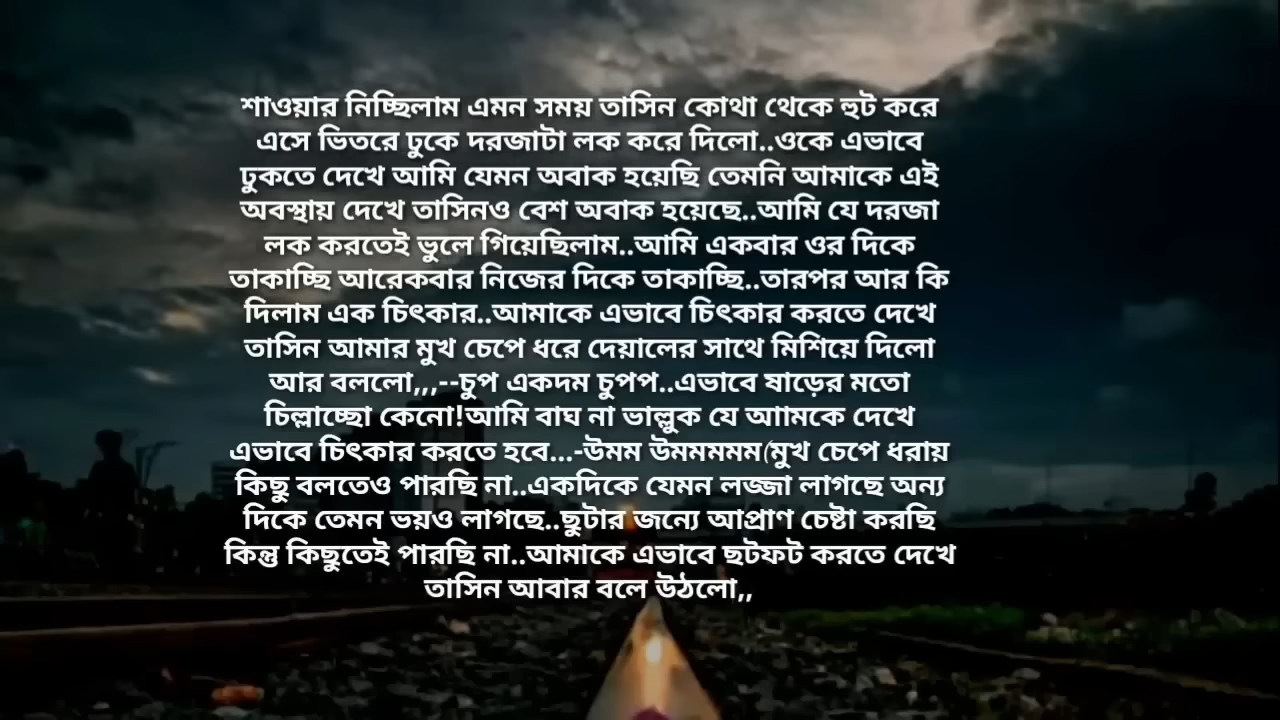 শাওয়ার নিচ্ছিলাম এমন সময় তাসিন কোথা থেকে হুট করে
এসে ভিতরে ঢুকে দরজাটা লক করে দিলো..ওকে এভাবে
ঢুকতে দেখে আমি যেমন অবাক হয়েছি তেমনি আমাকে এই
অবস্থায় দেখে তাসিনও বেশ অবাক হয়েছে..আমি যে দরজা
লক করতেই ভুলে গিয়েছিলাম..আমি একবার ওর দিকে
তাকাচ্ছি আরেকবার নিজের দিকে তাকাচ্ছি..তারপর আর কি
দিলাম এক চিৎকার..আমাকে এভাবে চিৎকার করতে দেখে
তাসিন আমার মুখ চেপে ধরে দেয়ালের সাথে মিশিয়ে দিলো
আর বললো,,,--চুপ একদম চুপপ..এভাবে ষাড়ের মতো
চিল্লাচ্ছো কেনো!আমি বাঘ না ভাল্লুক যে আামকে দেখে
এভাবে চিৎকার করতে হবে...-উমম উমমমমম(মুখ চেপে ধরায়
কিছু বলতেও পারছি না..একদিকে যেমন লজ্জা লাগছে অন্য
দিকে তেমন ভয়ও লাগছে..ছুটার জন্যে আপ্রাণ চেষ্টা করছি
কিন্তু কিছুতেই পারছি না..আমাকে এভাবে ছটফট করতে দেখে
তাসিন আবার বলে উঠলো,,